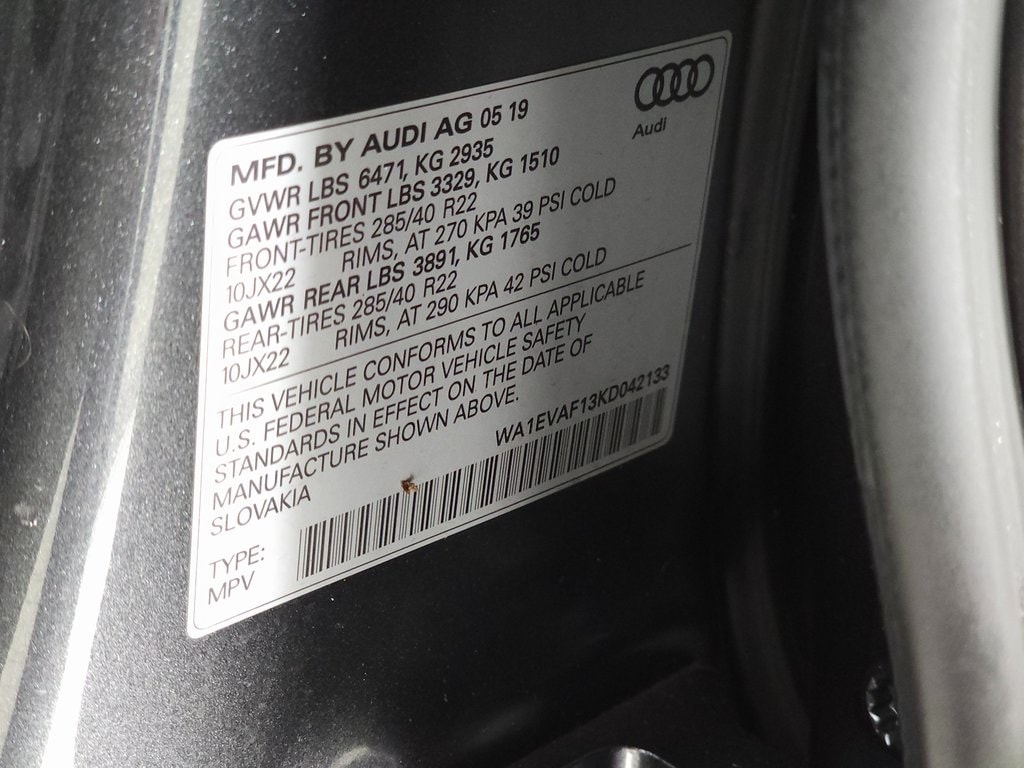 Audi
MFD. BY AUDI AG 05 19
GVWR LBS 6471, KG 2935
GAWR FRONT LBS 3329, KG 1510
FRONT-TIRES 285/40 R22
10JX22 RIMS, AT 270 KPA 39 PSI COLD
GAWR REAR LBS 3891, KG 1765
REAR-TIRES 285/40 R22
10JX22 RIMS, AT 290 KPA 42 PSI COLD
THIS VEHICLE CONFORMS TO ALL APPLICABLE
U.S. FEDERAL MOTOR VEHICLE SAFETY
STANDARDS IN EFFECT ON THE DATE OF
MANUFACTURE SHOWN ABOVE.
SLOVAKIA
WA1EVAF13KD042133
TYPE:
MPV